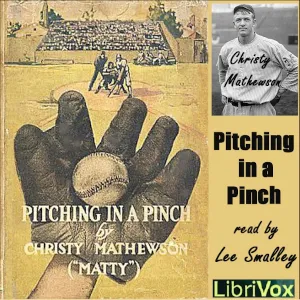 PITCHING IN A PINCH
by
CHRISTY MATHEWSON
("MATTY")
Christy
Mathewson
Pitching
in a
Pinch
read by
Lee Smalley
LibriVox